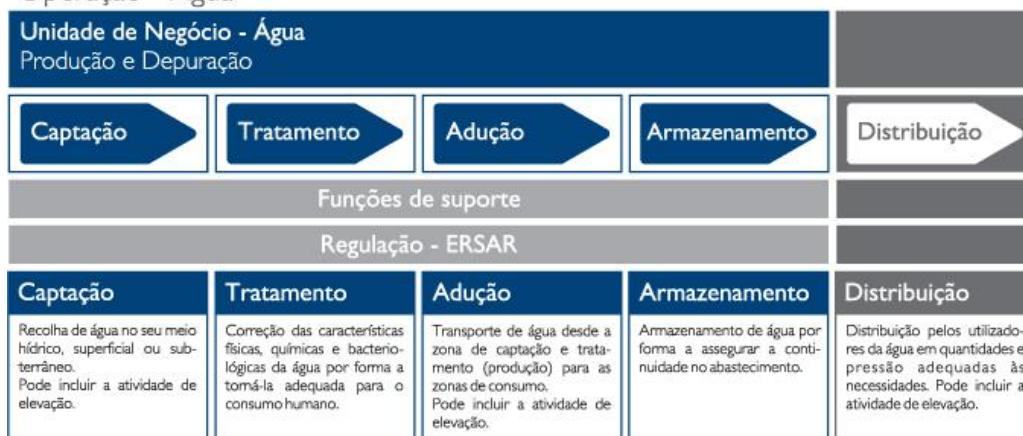 Operação - Água
Unidade de Negócio - Água
Produção e Depuração
Captação
Tratamento
Adução
Armazenamento
Distribuição
Funções de suporte
Regulação - ERSAR
Captação
Recolha de água no seu meio
hídrico, superficial ou sub-
terrâneo.
Pode incluir a atividade de
elevação.
Tratamento
Correção das características
físicas, químicas e bacterio-
lógicas da água por forma a
torná-la adequada para o
consumo humano.
Adução
Transporte de água desde a
zona de captação e trata-
mento (produção) para as
zonas de consumo.
Pode incluir a atividade de
elevação.
Armazenamento
Armazenamento de água por
forma a assegurar a conti-
nuidade no abastecimento.
Distribuição
Distribuição pelos utilizado-
res da água em quantidades e
pressão adequadas às
necessidades. Pode incluir a
atividade de elevação.